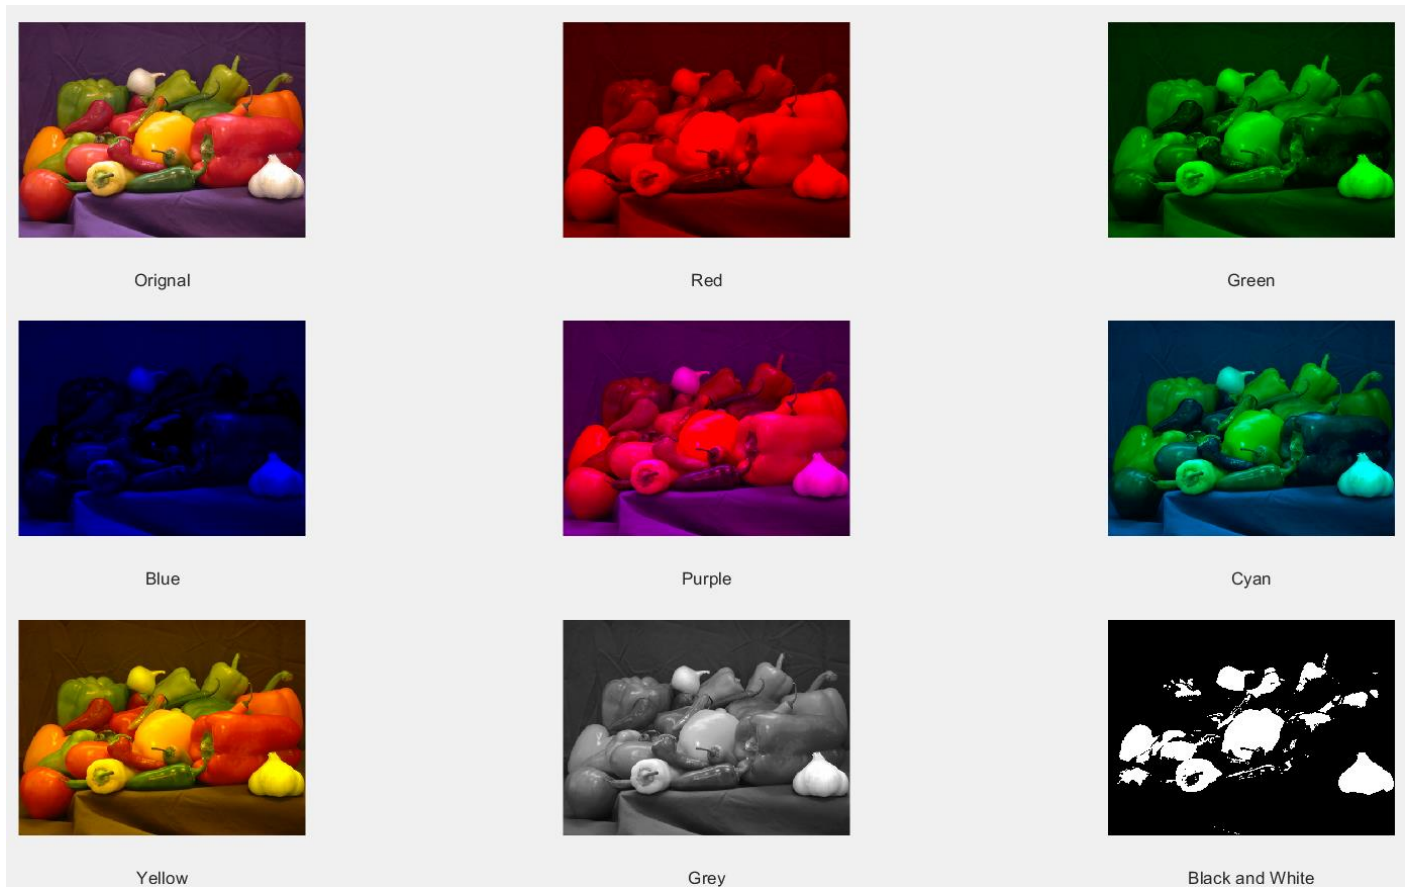 Orignal
Red
Green
Blue
Purple
Cyan
Yellow
Grey
Black and White